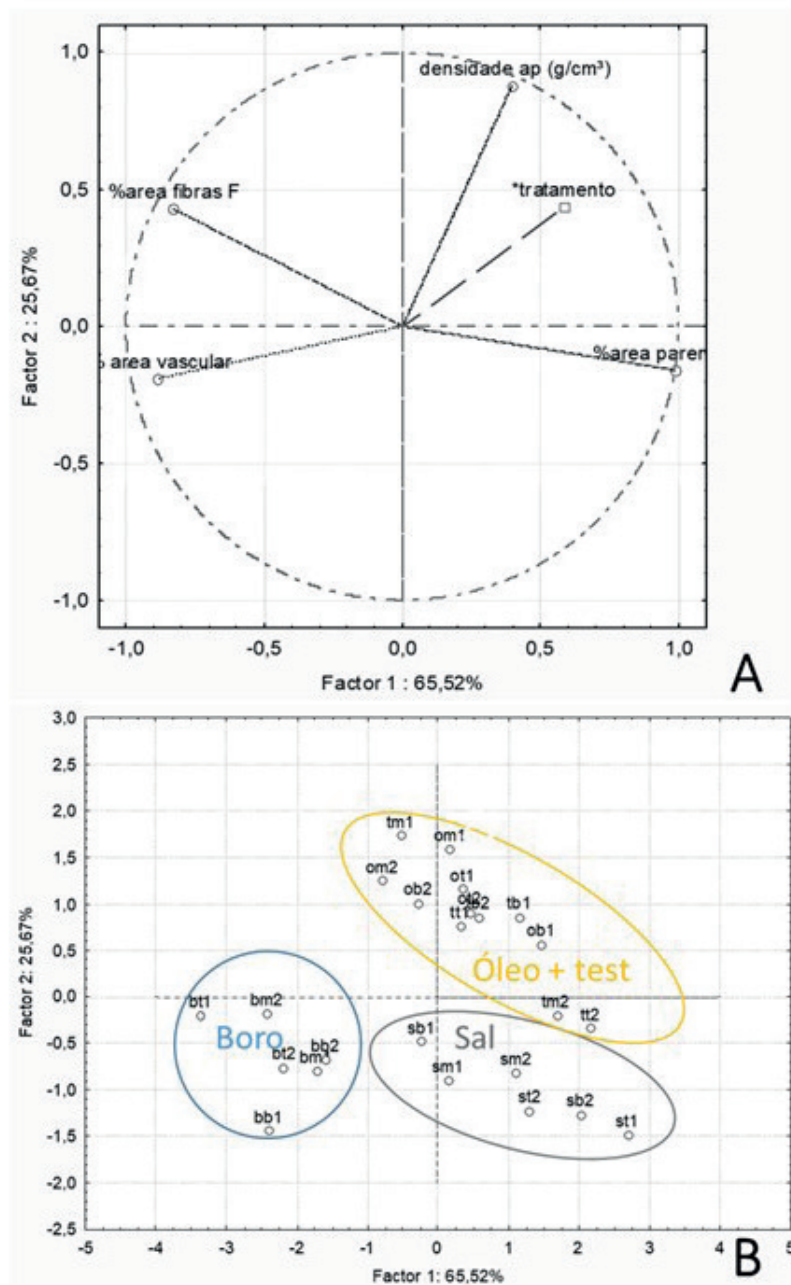 1,0
densidade ap (g/cm³)
0,5
%area fibras F
*tratamento
Factor 2 : 25,67%
0,0
area vascular
%area paren
-0,5
-1,0
-1,0 -0,5 0,0 0,5 1,0
Factor 1 : 65,52%
A
3,0
2,5
2,0
tm1
om1
1,5
om2
ot1
ob2
1,0
tt1
tb1
ob1
0,5
Óleo + test
Factor 2: 25,67%
0,0
bt1 bm2
tm2
tt2
Boro
sb1
Sal
-0,5
bt2 bm1 bb2
sm1
sm2
-1,0
st2 sb2 st1
bb1
-1,5
-2,0
-2,5
-5 -4 -3 -2 -1 0 1 2 3 4 5
Factor 1: 65,52%
B